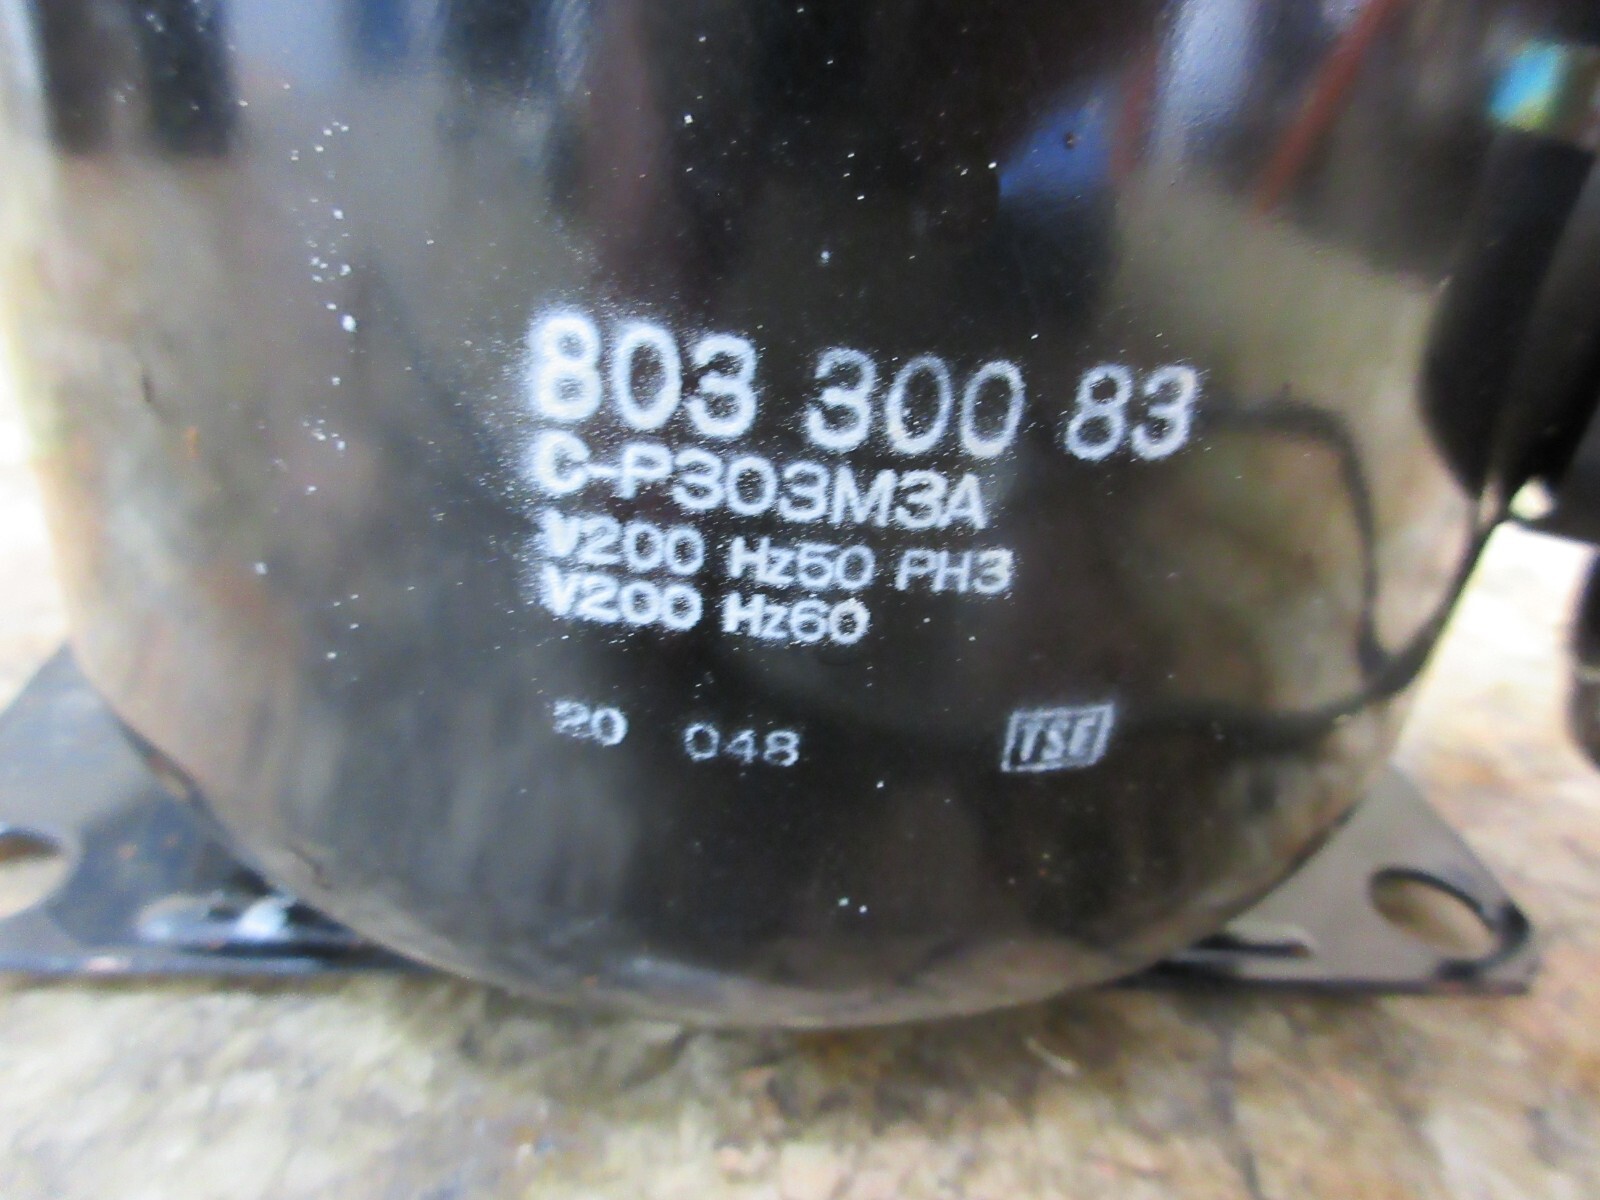 803 300 83
C-P303M3A
V200 Hz50 PH3
V200 Hz60
20 048 TSE